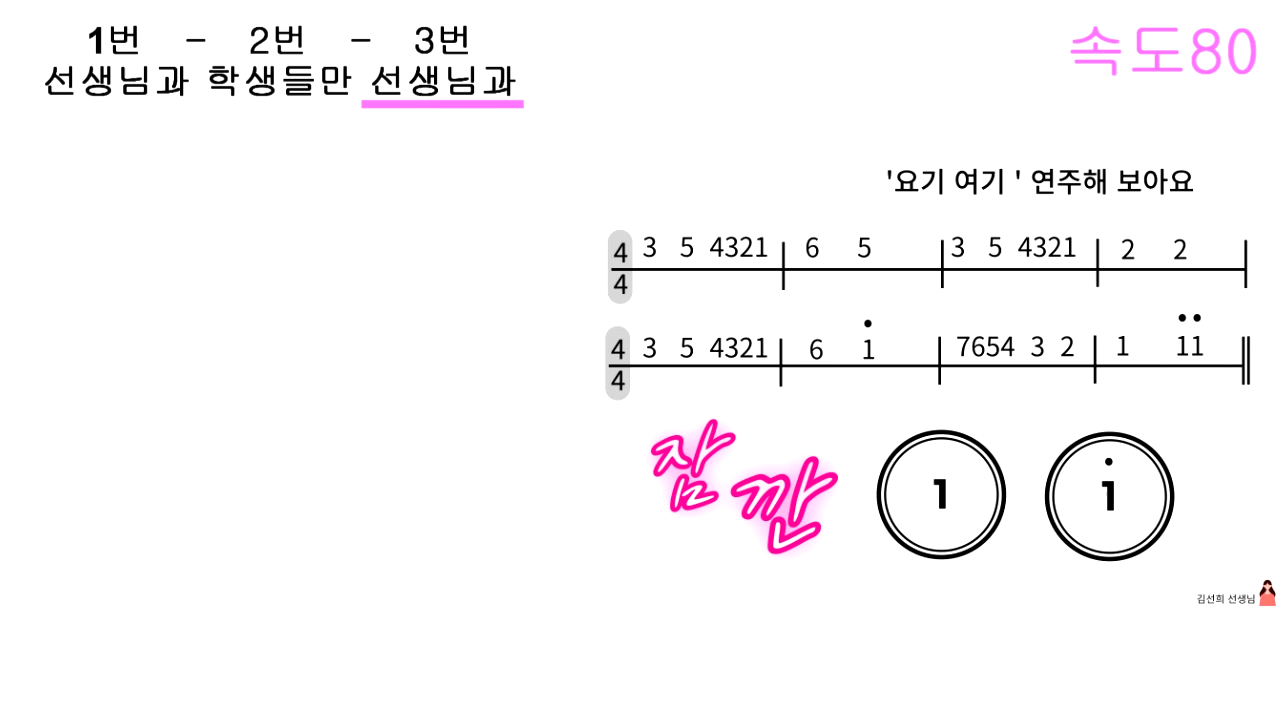 1번 - 2번 - 3번
선생님과 학생들만 선생님과
속도80
'요기 여기 ' 연주해 보아요
4 3 5 4321 | 6 5 | 3 5 4321 | 2 2 |
4
• ••
4 3 5 4321 | 6 1 | 7654 3 2 | 1 11 ||
4
잠깐
1 i
김선희 선생님